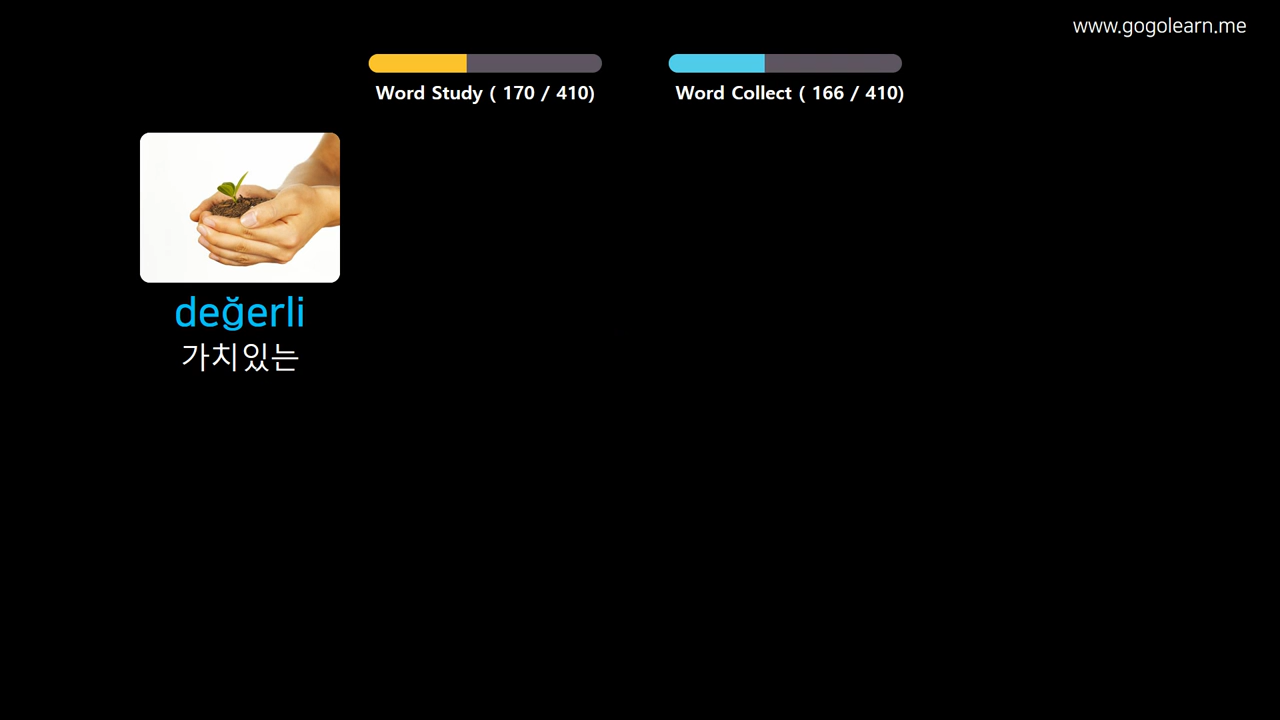 www.gogolearn.me
Word Study ( 170 / 410)
Word Collect ( 166 / 410)
değerli
가치있는